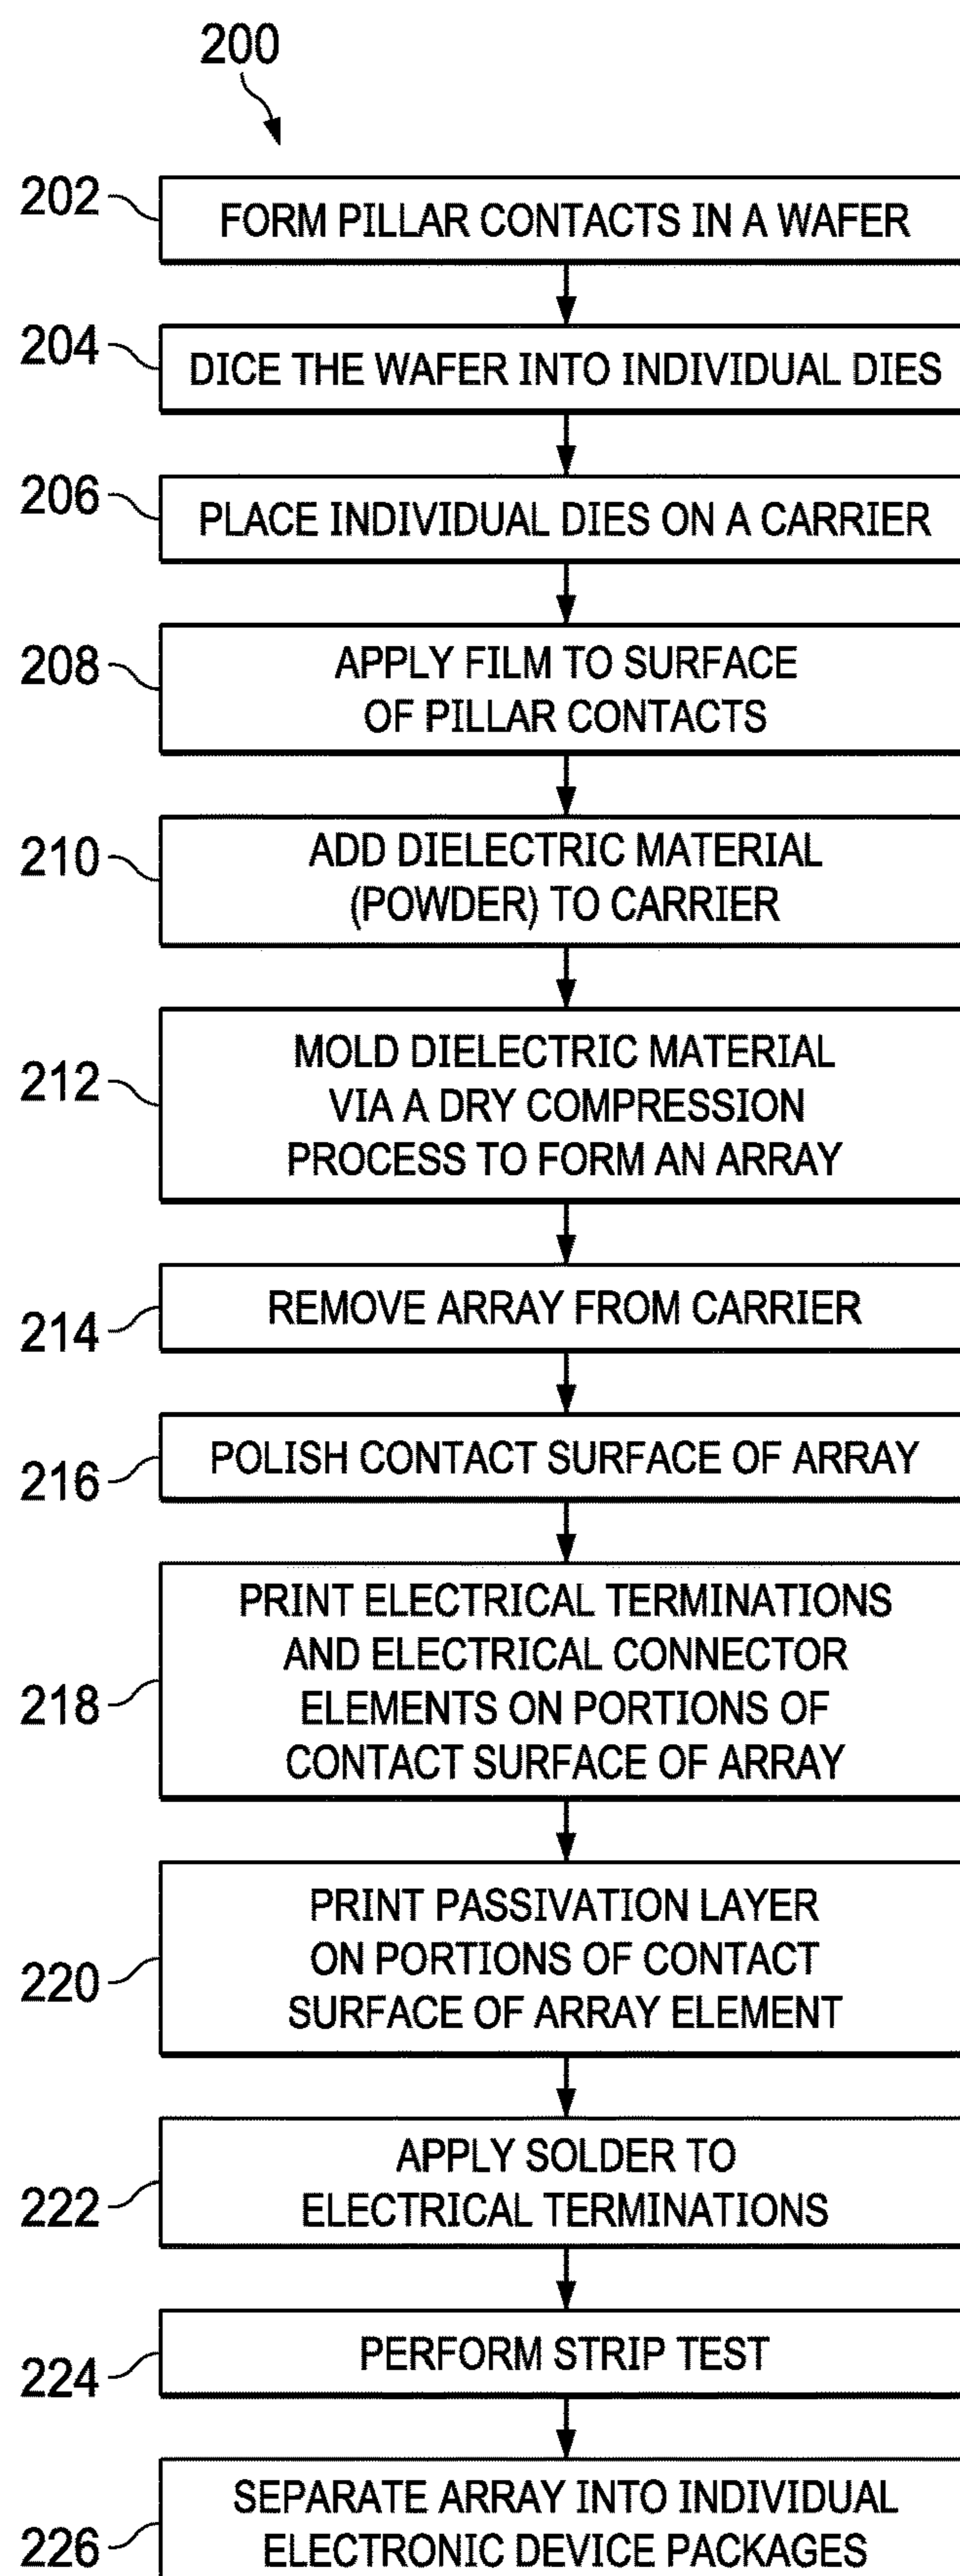 200
202
FORM PILLAR CONTACTS IN A WAFER
204
DICE THE WAFER INTO INDIVIDUAL DIES
206
PLACE INDIVIDUAL DIES ON A CARRIER
208
APPLY FILM TO SURFACE
OF PILLAR CONTACTS
210
ADD DIELECTRIC MATERIAL
(POWDER) TO CARRIER
212
MOLD DIELECTRIC MATERIAL
VIA A DRY COMPRESSION
PROCESS TO FORM AN ARRAY
214
REMOVE ARRAY FROM CARRIER
216
POLISH CONTACT SURFACE OF ARRAY
218
PRINT ELECTRICAL TERMINATIONS
AND ELECTRICAL CONNECTOR
ELEMENTS ON PORTIONS OF
CONTACT SURFACE OF ARRAY
220
PRINT PASSIVATION LAYER
ON PORTIONS OF CONTACT
SURFACE OF ARRAY ELEMENT
222
APPLY SOLDER TO
ELECTRICAL TERMINATIONS
224
PERFORM STRIP TEST
226
SEPARATE ARRAY INTO INDIVIDUAL
ELECTRONIC DEVICE PACKAGES